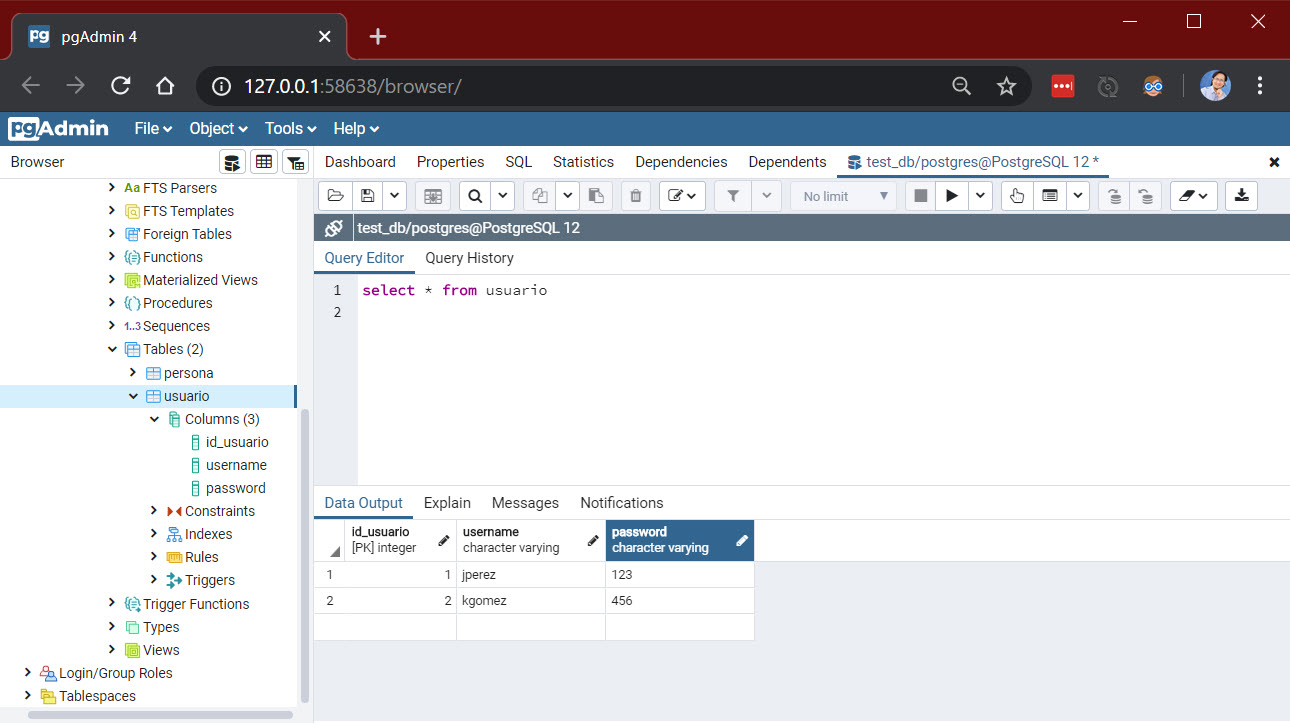 pg pgAdmin 4
127.0.0.1:58638/browser/
pgAdmin File Object Tools Help
Browser
Dashboard Properties SQL Statistics Dependencies Dependents test_db/postgres@PostgreSQL 12 *
Aa FTS Parsers
FTS Templates
Foreign Tables
Functions
Materialized Views
Procedures
1..3 Sequences
Tables (2)
persona
usuario
Columns (3)
id_usuario
username
password
Constraints
Indexes
Rules
Triggers
Trigger Functions
Types
Views
Login/Group Roles
Tablespaces
No limit
test_db/postgres@PostgreSQL 12
Query Editor Query History
1 select * from usuario
2
Data Output Explain Messages Notifications
id_usuario username password
[PK] integer character varying character varying
1 1 jperez 123
2 2 kgomez 456